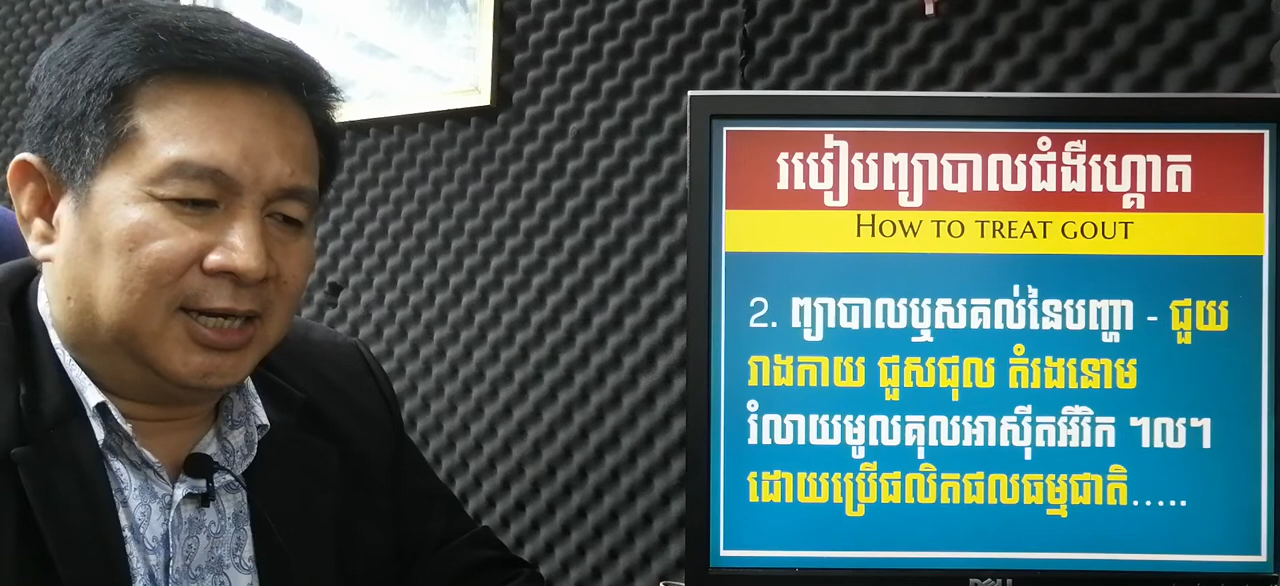 របៀបព្យាបាលជំងឺហ្គោត
HOW TO TREAT GOUT
2. ព្យាបាលឬសគល់នៃបញ្ហា - ជួយ
រាងកាយ ជួសជុល តំរងនោម
រំលាយមូលគុលអាស៊ីតអឺរិក ។ល។
ដោយប្រើផលិតផលធម្មជាតិ.....